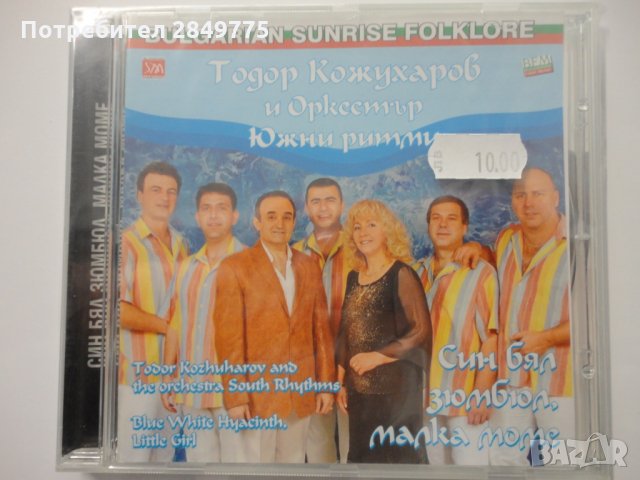 Потребител 2849775
BULGARIAN SUNRISE FOLKLORE
Тодор Кожухаров
и Оркестър
Южни ритми
10.00
СИН БЯЛ ЗЮМБЮЛ, МАЛКА МОМЕ
Todor Kozhuharov and
the orchestra South Rhythms
Blue White Hyacinth,
Little Girl
Син бял
зюмбюл,
малка моме
BAZAR